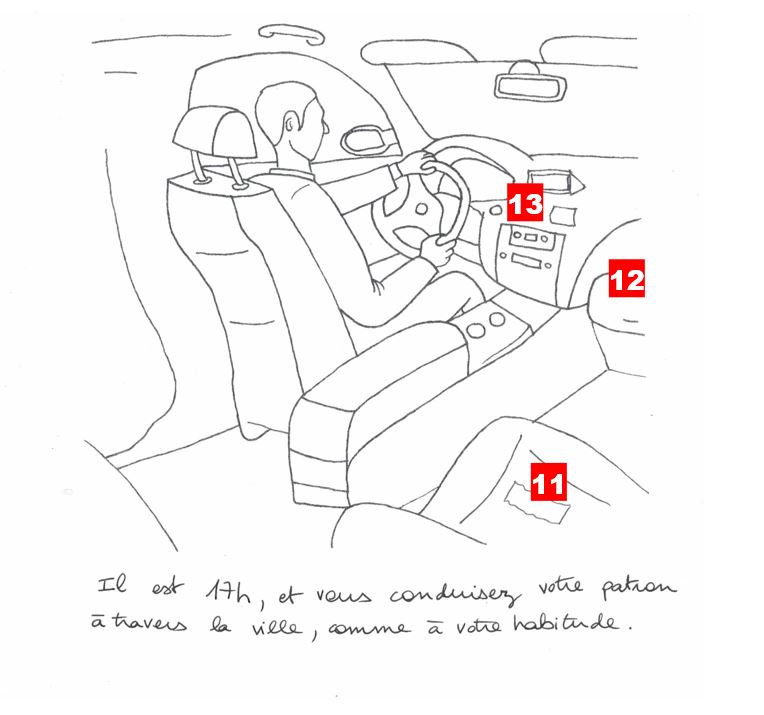 13
12
11
Il est 17h, et vous conduisez votre patron
à travers la ville, comme à votre habitude.